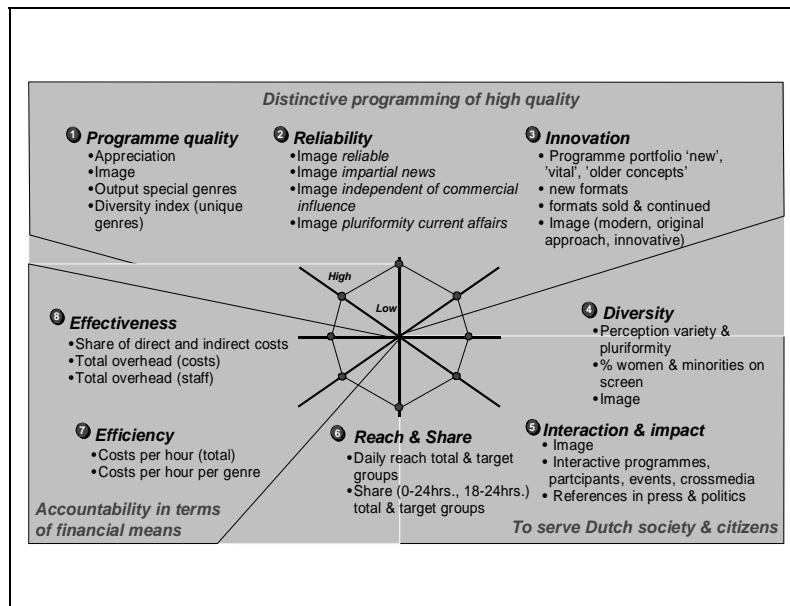 Distinctive programming of high quality
1 Programme quality
•Appreciation
•Image
•Output special genres
•Diversity index (unique
genres)
2 Reliability
•Image reliable
•Image impartial news
•Image independent of commercial
influence
•Image pluriformity current affairs
3 Innovation
• Programme portfolio ‘new’,
’vital’, ’older concepts’
• new formats
• formats sold & continued
• Image (modern, original
approach, innovative)
High
Low
4 Diversity
•Perception variety &
pluriformity
•% women & minorities on
screen
•Image
5 Interaction & impact
• Image
• Interactive programmes,
partcipants, events, crossmedia
• References in press & politics
6 Reach & Share
•Daily reach total & target
groups
•Share (0-24hrs., 18-24hrs.)
total & target groups
7 Efficiency
•Costs per hour (total)
•Costs per hour per genre
8 Effectiveness
•Share of direct and indirect costs
•Total overhead (costs)
•Total overhead (staff)
Accountability in terms
of financial means
To serve Dutch society & citizens